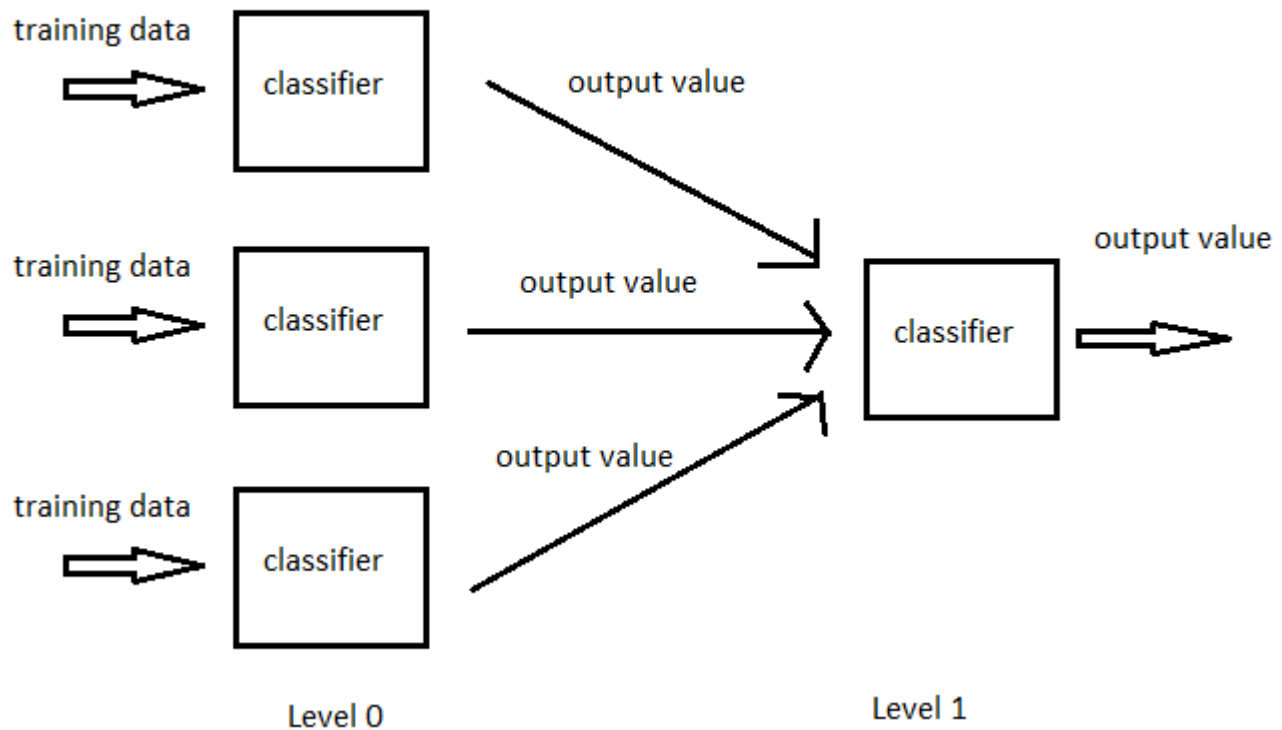 training data
classifier
output value
training data
classifier
output value
output value
classifier
output value
training data
classifier
Level 0
Level 1